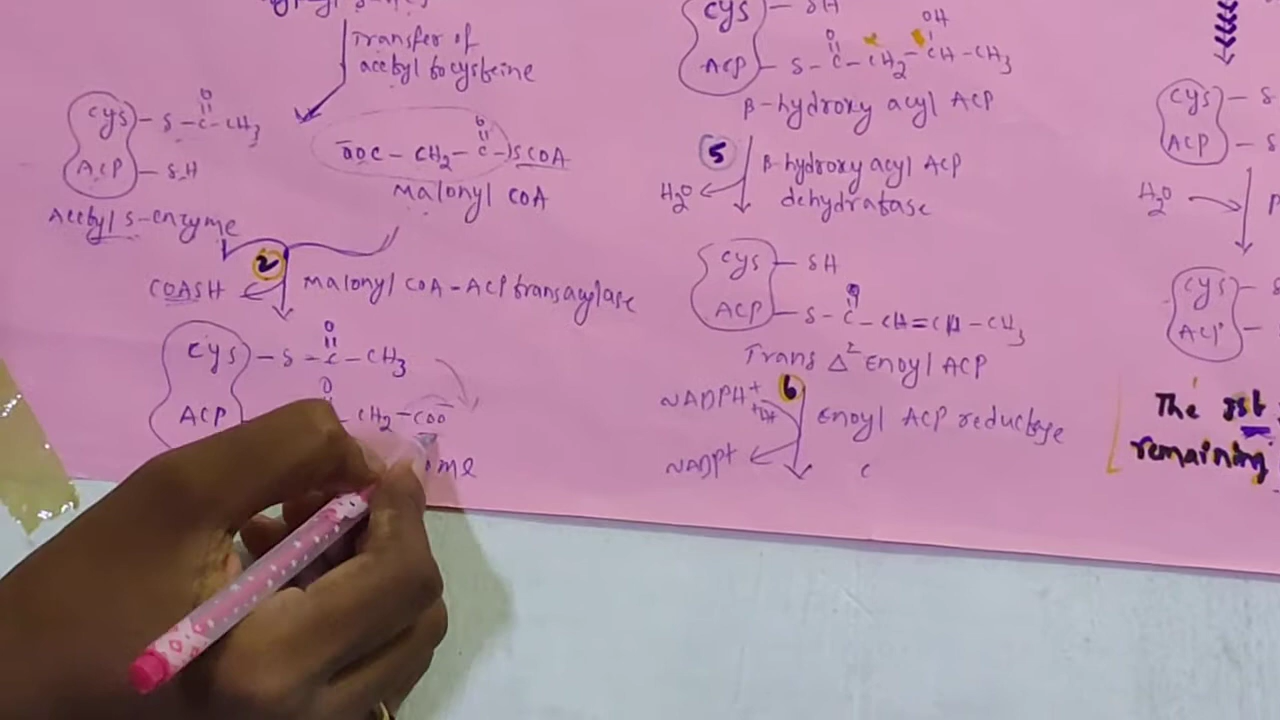 Transfer of
acetyl to cysteine
Cys - S - C - CH3
O
ACP - SH
Acetyl S-enzyme
O
OOC - CH2 - C - SCOA
Malonyl COA
2
COASH
Malonyl COA-ACP transacylase
O
Cys - S - C - CH3
O
ACP
CH2 - COO-
Cys - SH
OH
O
ACP - S - C - CH2 - CH - CH3
β-hydroxy acyl ACP
5
H2O
β-hydroxy acyl ACP
dehydratase
Cys - SH
O
ACP - S - C - CH = CH - CH3
Trans Δ2 Enoyl ACP
NADPH+
+H+
6
Enoyl ACP reductase
NADP+
Cys - S
ACP - S
H2O
Cys - S
ACP -
The
remaining